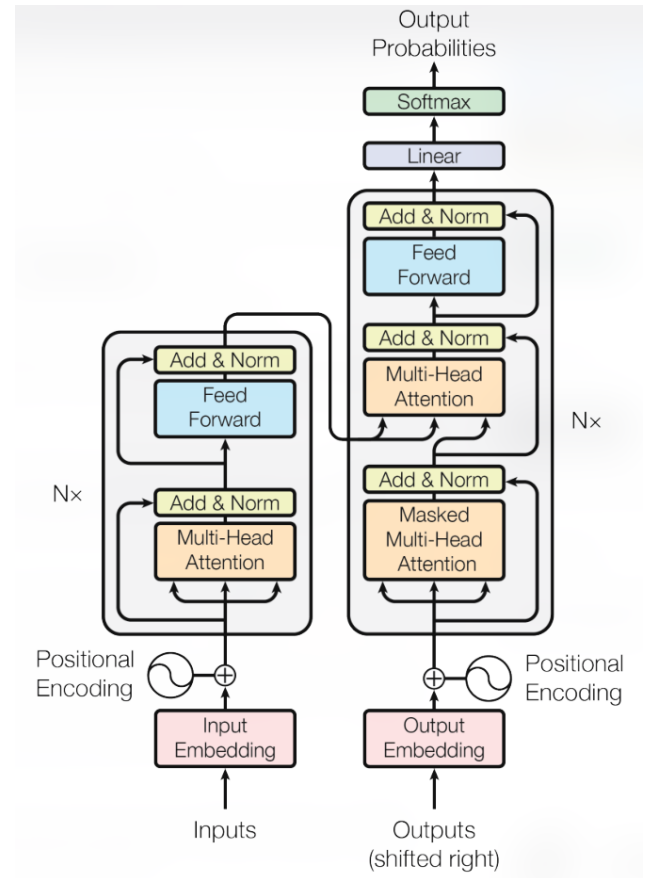 Output
Probabilities
Softmax
Linear
Add & Norm
Feed
Forward
Add & Norm
Multi-Head
Attention
Nx
Add & Norm
Masked
Multi-Head
Attention
Positional
Encoding
Output
Embedding
Outputs
(shifted right)
Add & Norm
Feed
Forward
Nx
Add & Norm
Multi-Head
Attention
Positional
Encoding
Input
Embedding
Inputs